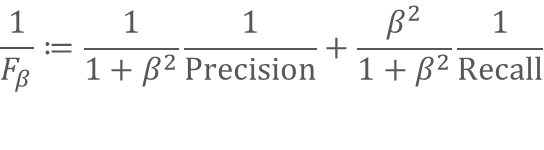 1/F_β := 1/(1 + β²) 1/Precision + β²/(1 + β²) 1/Recall